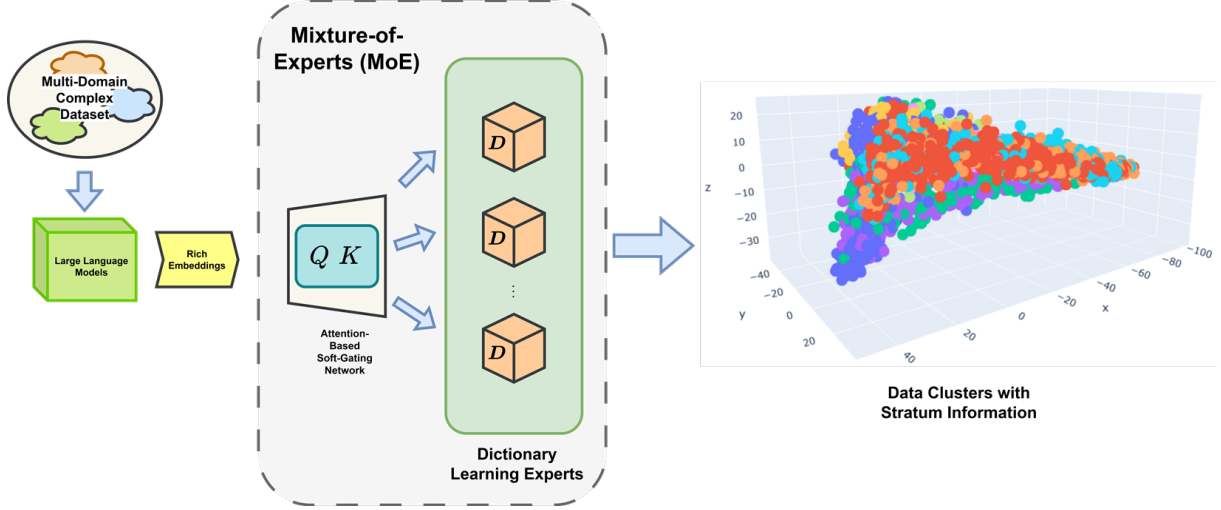 Multi-Domain
Complex
Dataset
Large Language
Models
Rich
Embeddings
Mixture-of-
Experts (MoE)
Q K
Attention-
Based
Soft-Gating
Network
D
D
⋮
D
Dictionary
Learning Experts
20
10
0
−10
−20
−30
z
−40
−20
0
20
y
40
20
0
−20
−40
−60
−80
−100
x
Data Clusters with
Stratum Information